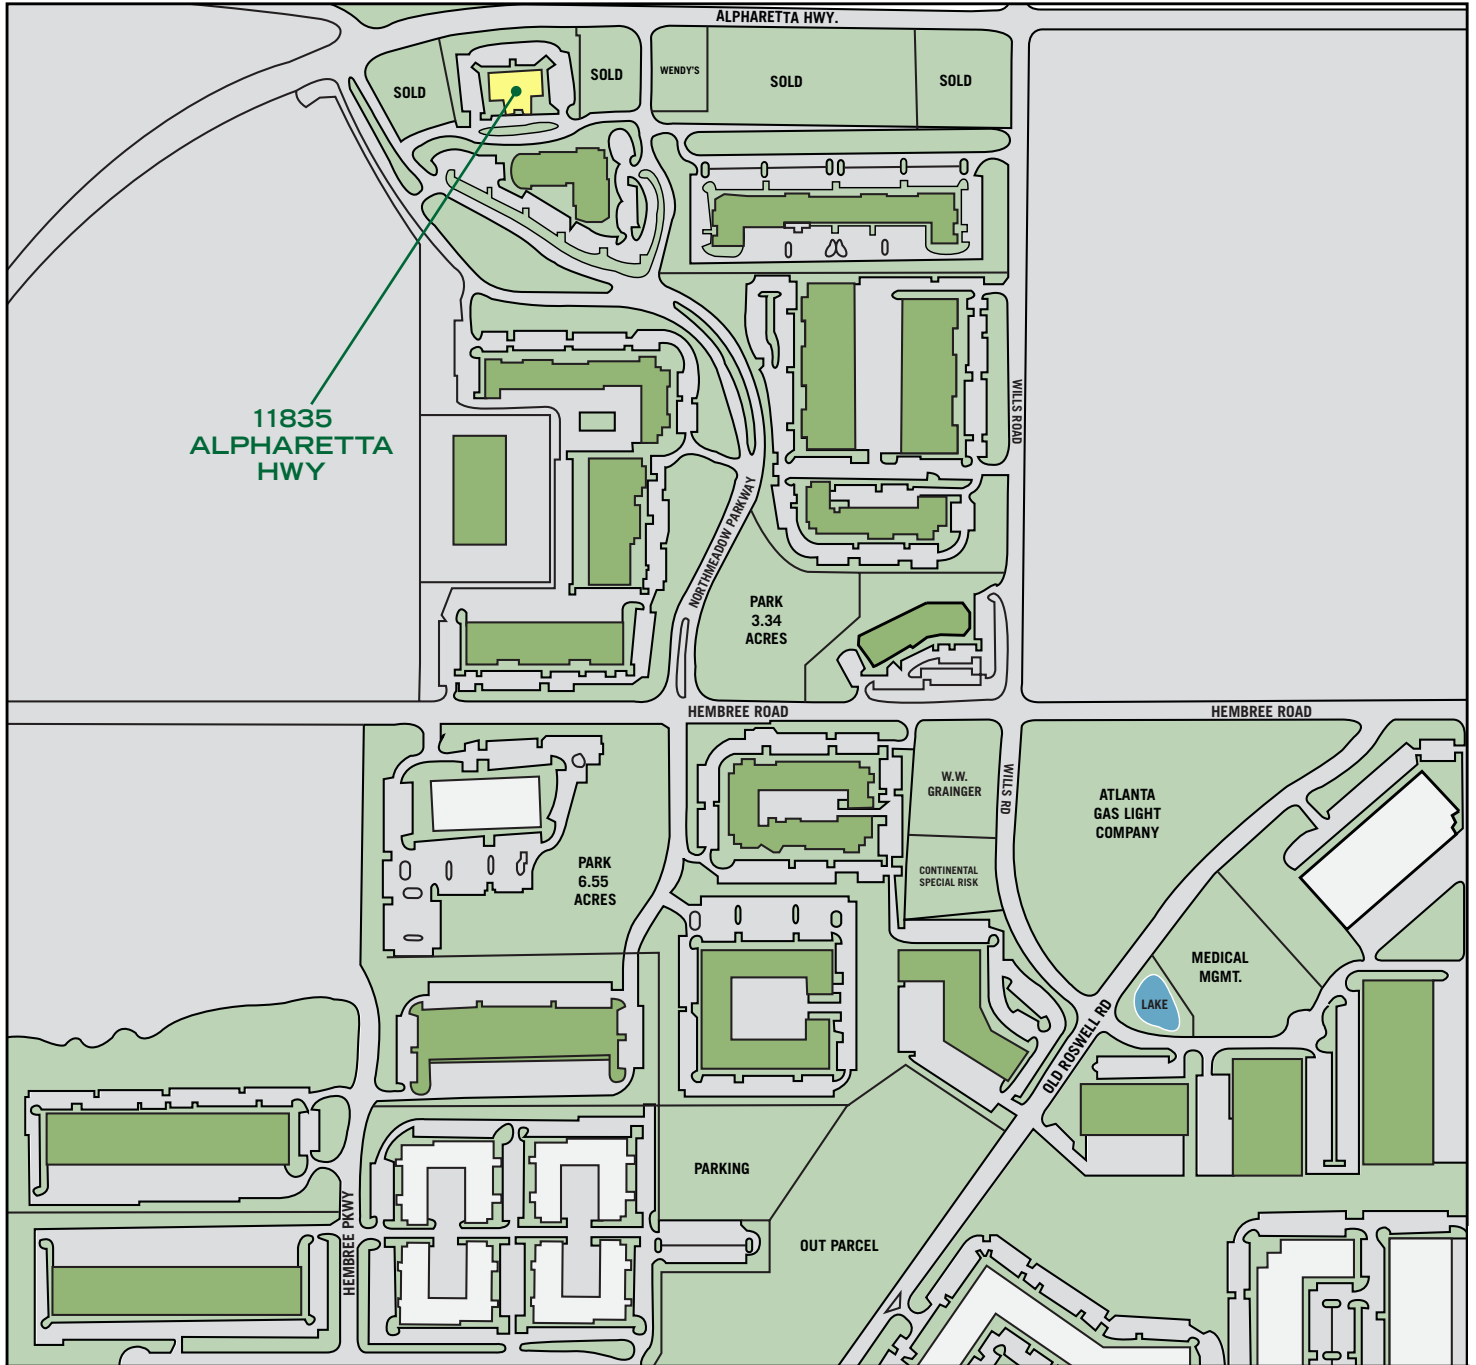 ALPHARETTA HWY.
SOLD
SOLD
WENDY'S
SOLD
SOLD
11835
ALPHARETTA
HWY
WILLS ROAD
NORTHMEADOW PARKWAY
PARK
3.34
ACRES
HEMBREE ROAD
HEMBREE ROAD
W.W.
GRAINGER
WILLS RD
ATLANTA
GAS LIGHT
COMPANY
PARK
6.55
ACRES
CONTINENTAL
SPECIAL RISK
MEDICAL
MGMT.
LAKE
OLD ROSWELL RD
PARKING
HEMBREE PKWY
OUT PARCEL